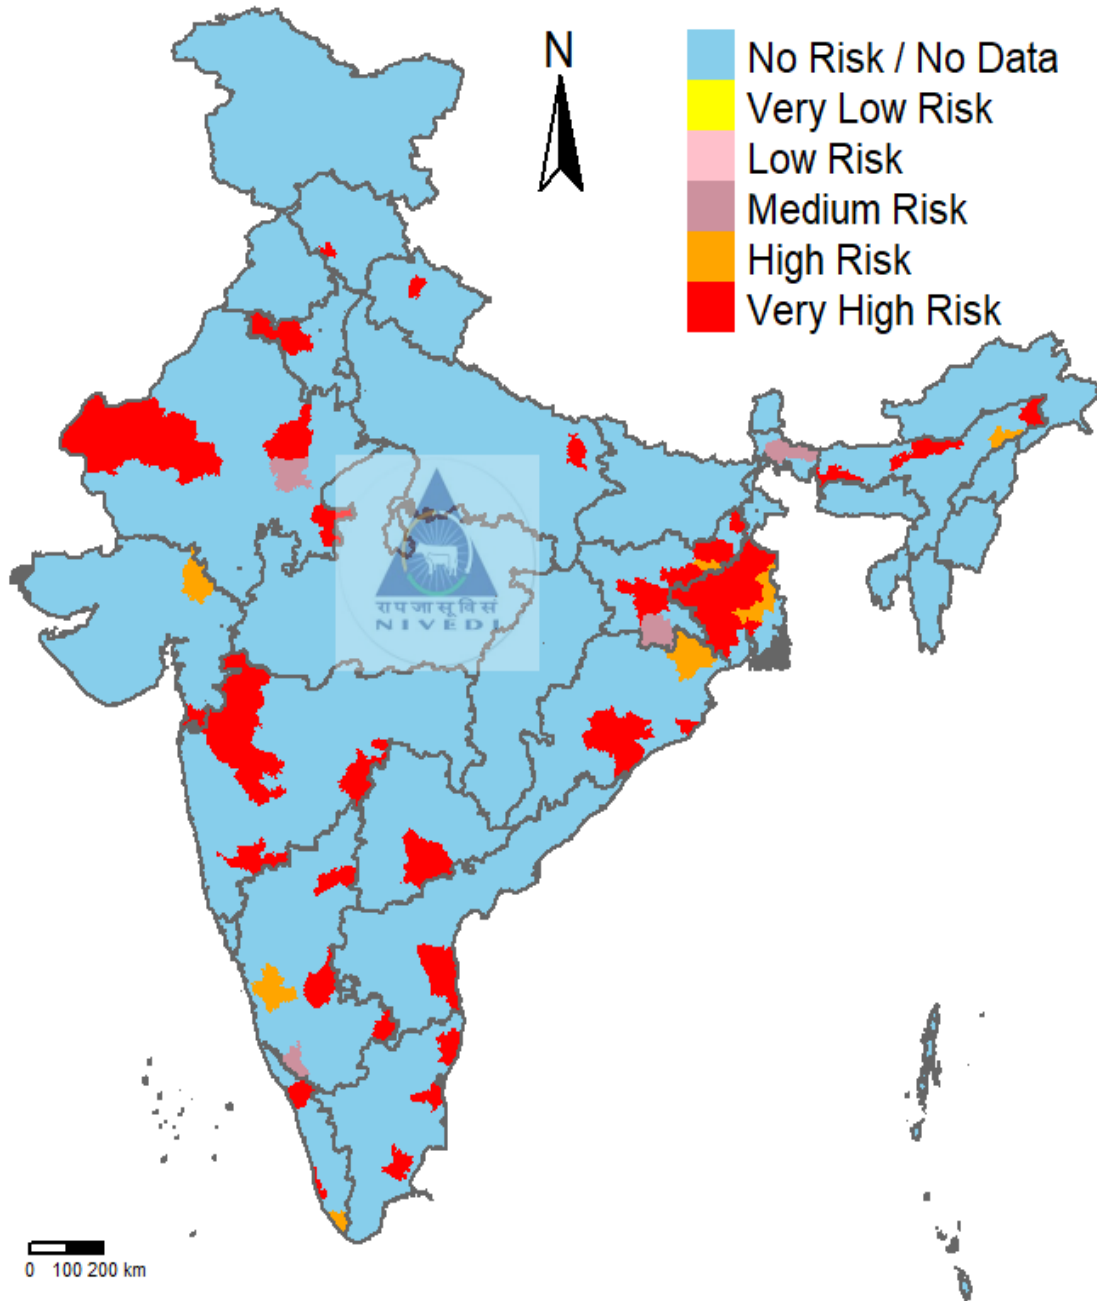 N
No Risk / No Data
Very Low Risk
Low Risk
Medium Risk
High Risk
Very High Risk
रा प जा सू वि सं
NIVEDI
0 100 200 km